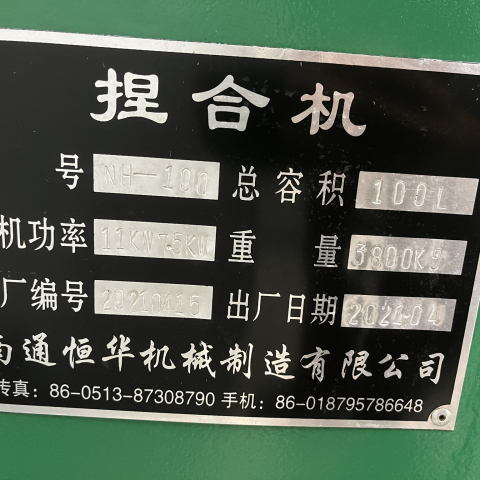 捏合机
号 NH-100 总容积 100L
机功率 11KW 7.5KW 重量 3800Kg
厂编号 20210415 出厂日期 2021-04
南通恒华机械制造有限公司
传真：86-0513-87308790 手机：86-018795786648